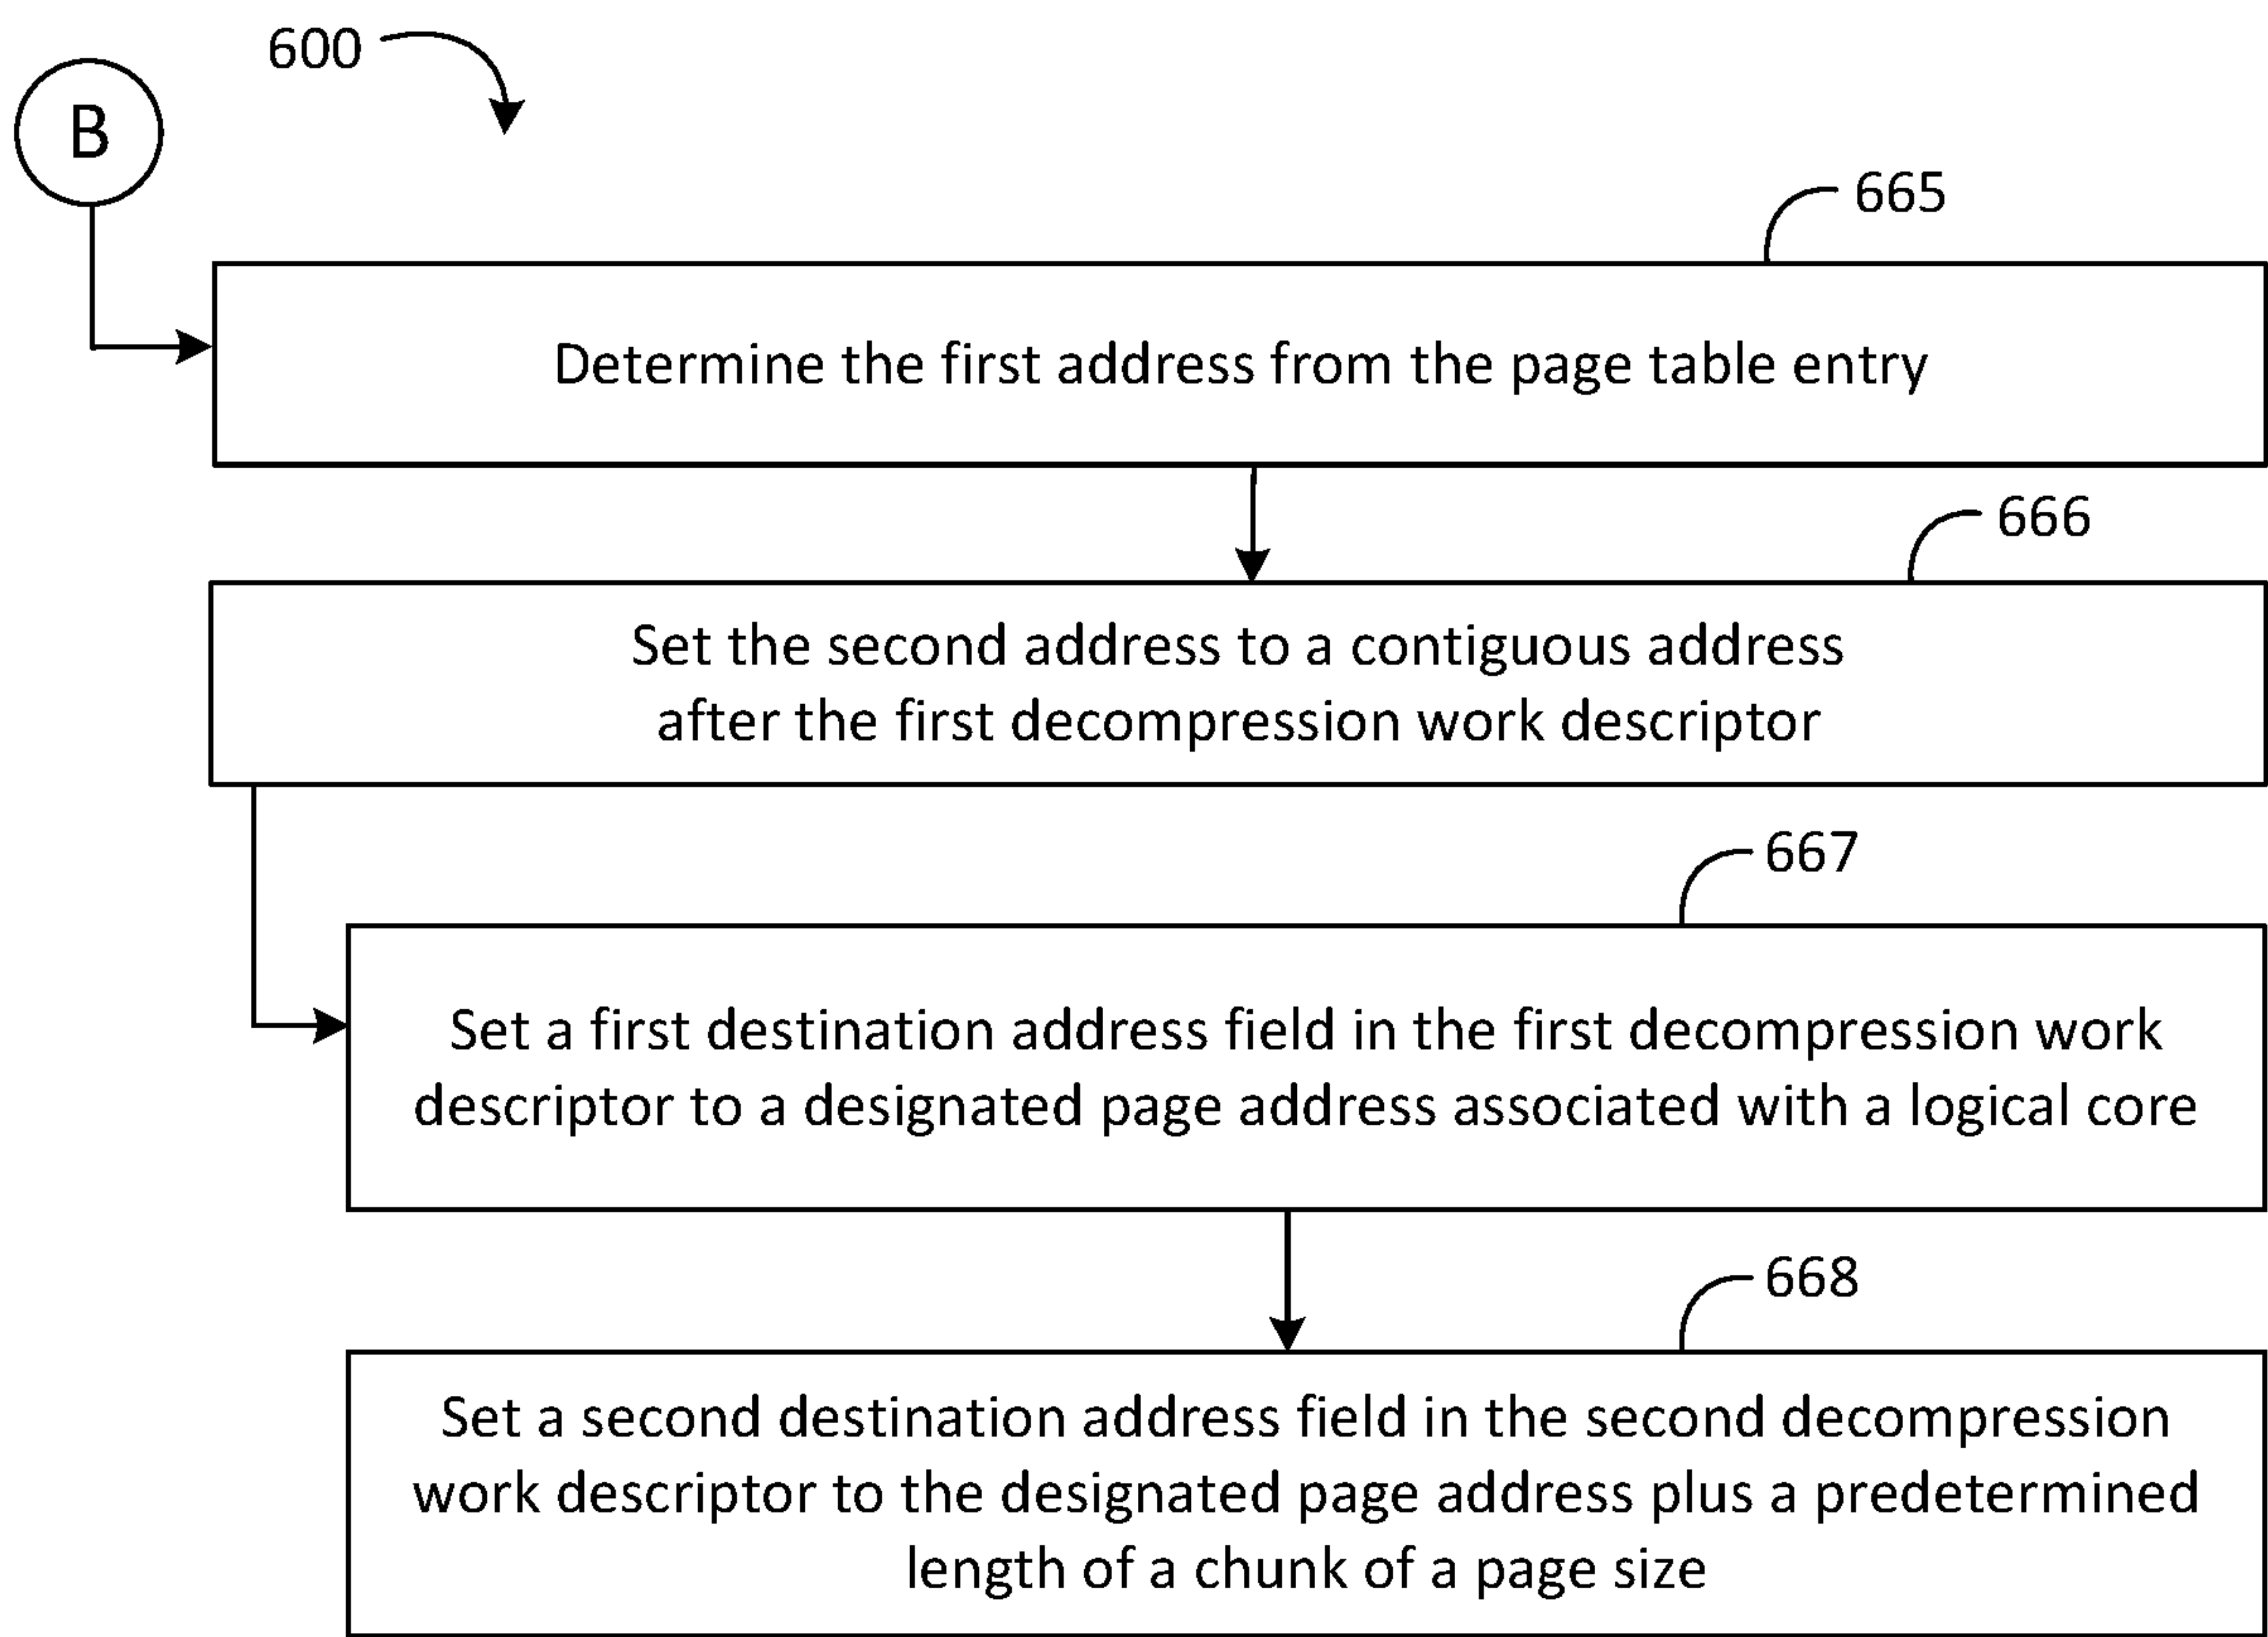 600
B
665
Determine the first address from the page table entry
666
Set the second address to a contiguous address
after the first decompression work descriptor
667
Set a first destination address field in the first decompression work
descriptor to a designated page address associated with a logical core
668
Set a second destination address field in the second decompression
work descriptor to the designated page address plus a predetermined
length of a chunk of a page size